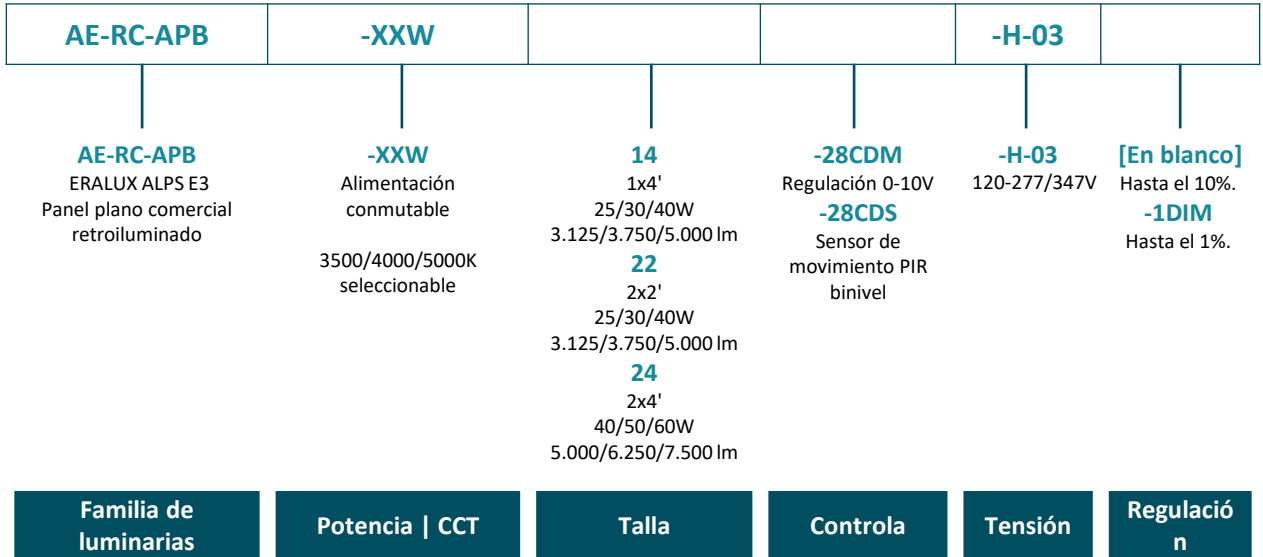 AE-RC-APB
-XXW
-H-03
AE-RC-APB
ERALUX ALPS E3
Panel plano comercial
retroiluminado
-XXW
Alimentación
conmutable
3500/4000/5000K
seleccionable
14
1x4'
25/30/40W
3.125/3.750/5.000 lm
22
2x2'
25/30/40W
3.125/3.750/5.000 lm
24
2x4'
40/50/60W
5.000/6.250/7.500 lm
-28CDM
Regulación 0-10V
-28CDS
Sensor de
movimiento PIR
binivel
-H-03
120-277/347V
[En blanco]
Hasta el 10%.
-1DIM
Hasta el 1%.
Familia de
luminarias
Potencia | CCT
Talla
Controla
Tensión
Regulació
n